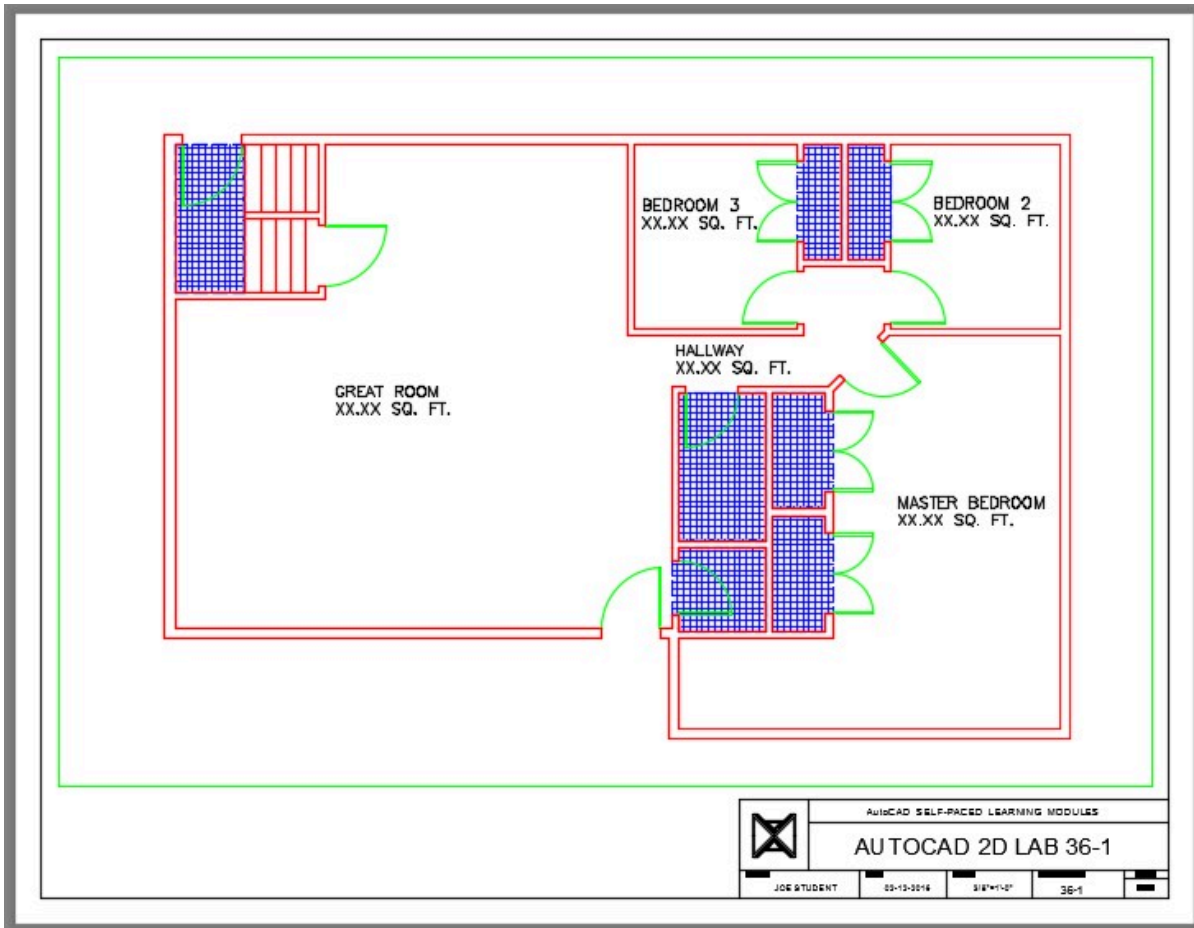 BEDROOM 3
XX.XX SQ. FT.
BEDROOM 2
XX.XX SQ. FT.
HALLWAY
XX.XX SQ. FT.
GREAT ROOM
XX.XX SQ. FT.
MASTER BEDROOM
XX.XX SQ. FT.
AutoCAD SELF-PACED LEARNING MODULES
AUTOCAD 2D LAB 36-1
JOE STUDENT
36-1